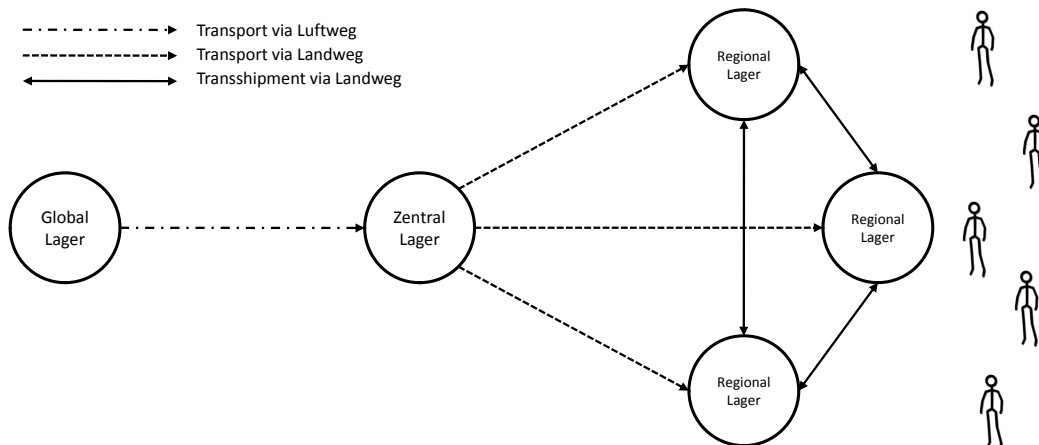 Transport via Luftweg
Transport via Landweg
Transshipment via Landweg
Regional
Lager
Global
Lager
Zentral
Lager
Regional
Lager
Regional
Lager